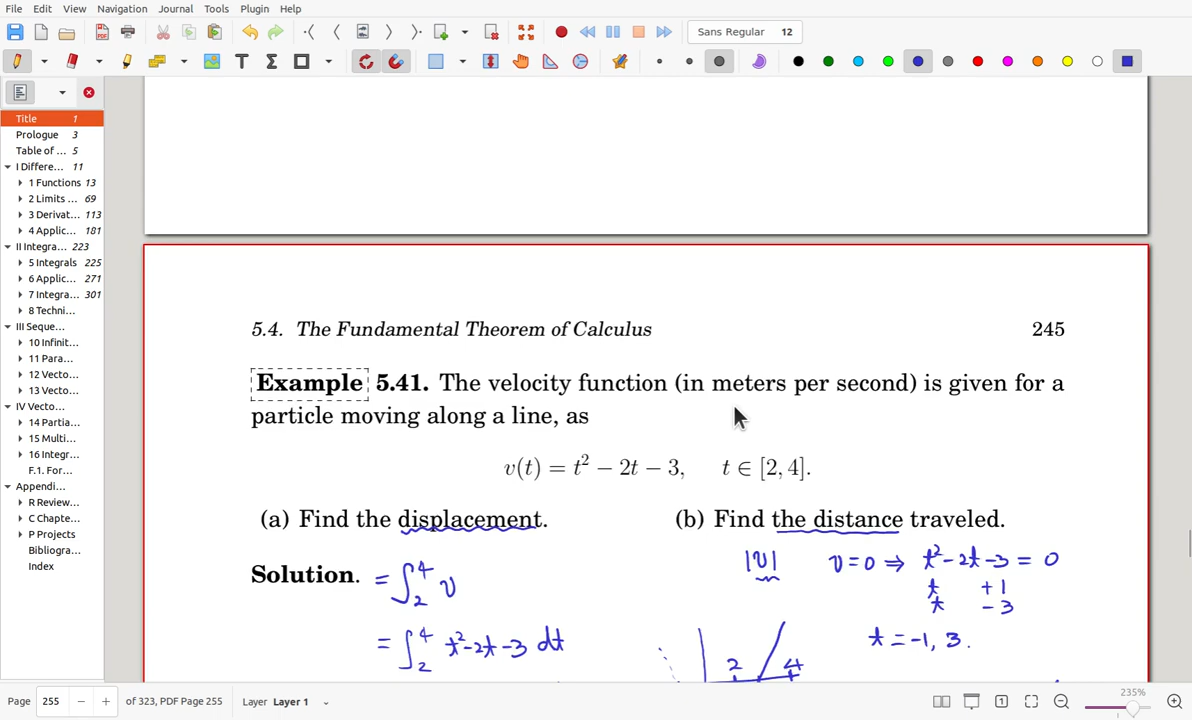 File Edit View Navigation Journal Tools Plugin Help
Sans Regular 12
Title 1
Prologue 3
Table of ... 5
I Differe... 11
1 Functions 13
2 Limits ... 69
3 Derivat... 113
4 Applic... 181
II Integra... 223
5 Integrals 225
6 Applic... 271
7 Integra... 301
8 Techni...
III Seque...
10 Infinit...
11 Para...
12 Vecto...
13 Vecto...
IV Vecto...
14 Partia...
15 Multi...
16 Integr...
F.1. For...
Appendi...
R Review...
C Chapte...
P Projects
Bibliogra...
Index
5.4. The Fundamental Theorem of Calculus 245
Example 5.41. The velocity function (in meters per second) is given for a
particle moving along a line, as
v(t) = t² − 2t − 3, t ∈ [2, 4].
(a) Find the displacement. (b) Find the distance traveled.
|v| v=0 ⇒ t²-2t-3 = 0
Solution. = ∫₂⁴ v
t +1
t -3
= ∫₂⁴ t²-2t-3 dt
t = -1, 3.
2 4
Page 255 − + of 323, PDF Page 255 Layer Layer 1
235%